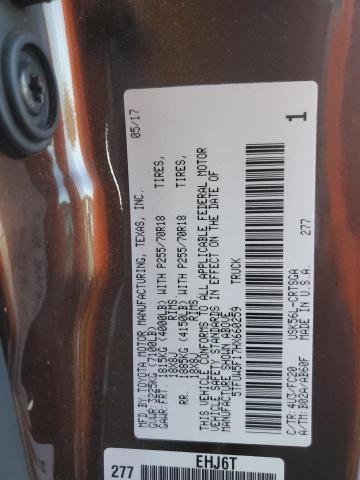 MFD.BY: TOYOTA MOTOR MANUFACTURING, TEXAS, INC. 05/17
GVWR: 3225KG ( 7100LB)
GAWR: FRT. 1815KG (4000LB) WITH P255/70R18 TIRES,
18X8J RIMS
RR. 1885KG (4150LB) WITH P255/70R18 TIRES,
18X8J RIMS
THIS VEHICLE CONFORMS TO ALL APPLICABLE FEDERAL MOTOR
VEHICLE SAFETY STANDARDS IN EFFECT ON THE DATE OF
MANUFACTURE SHOWN ABOVE.
TRUCK
C/TR: 4U3/FC20 USK56L-CRTSGA
OP: B02A/AB60F MADE IN U.S.A.
277
1
277 EHJ6T